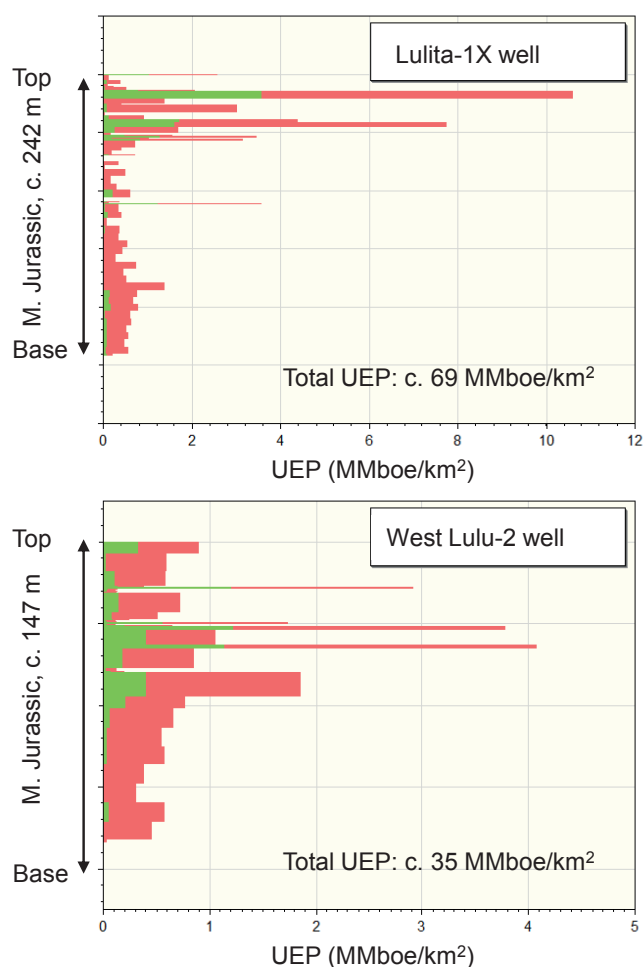 Lulita-1X well
Top
M. Jurassic, c. 242 m
Base
Total UEP: c. 69 MMboe/km²
0 2 4 6 8 10 12
UEP (MMboe/km²)
West Lulu-2 well
Top
M. Jurassic, c. 147 m
Base
Total UEP: c. 35 MMboe/km²
0 1 2 3 4 5
UEP (MMboe/km²)